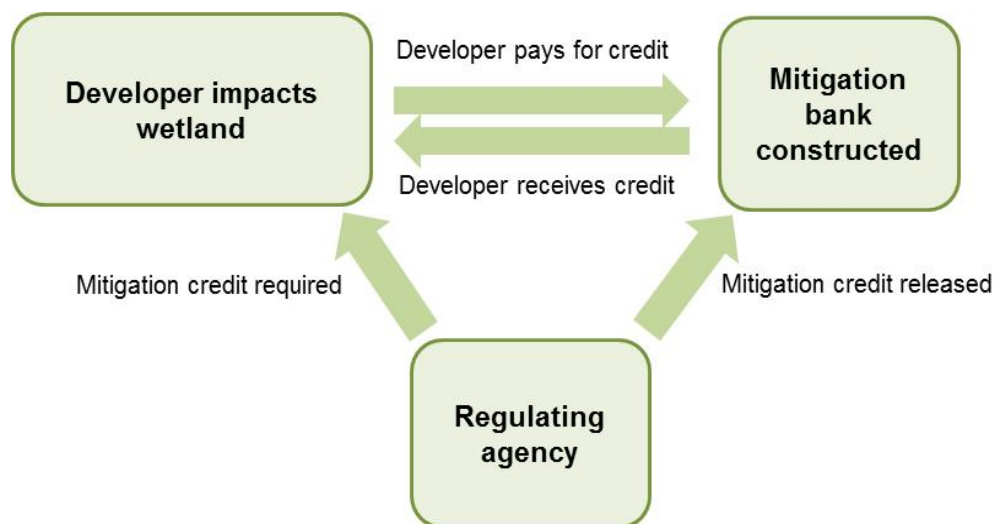 Developer pays for credit
Developer impacts
wetland
Mitigation
bank
constructed
Developer receives credit
Mitigation credit required
Mitigation credit released
Regulating
agency